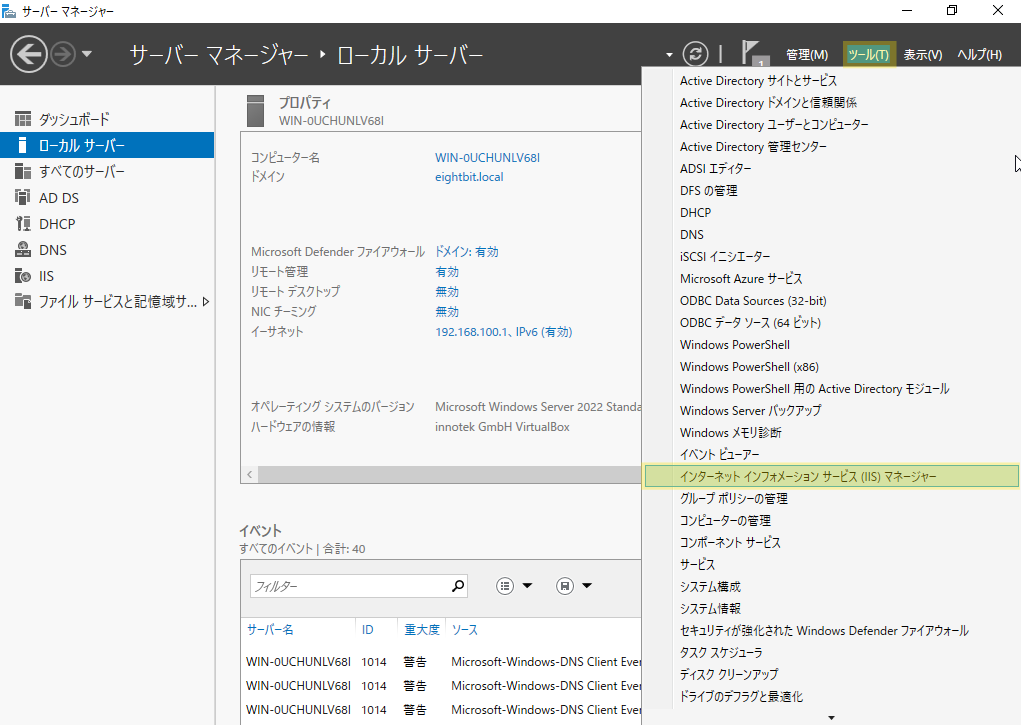 サーバー マネージャー
サーバー マネージャー ‣ ローカル サーバー
1
管理(M)
ツール(T)
表示(V)
ヘルプ(H)
ダッシュボード
ローカル サーバー
すべてのサーバー
AD DS
DHCP
DNS
IIS
ファイル サービスと記憶域サ...
プロパティ
WIN-0UCHUNLV68I
コンピューター名 WIN-0UCHUNLV68I
ドメイン eightbit.local
Microsoft Defender ファイアウォール ドメイン: 有効
リモート管理 有効
リモート デスクトップ 無効
NIC チーミング 無効
イーサネット 192.168.100.1、IPv6 (有効)
オペレーティング システムのバージョン Microsoft Windows Server 2022 Standa
ハードウェアの情報 innotek GmbH VirtualBox
イベント
すべてのイベント | 合計: 40
フィルター
サーバー名 ID 重大度 ソース
WIN-0UCHUNLV68I 1014 警告 Microsoft-Windows-DNS Client Ever
WIN-0UCHUNLV68I 1014 警告 Microsoft-Windows-DNS Client Ever
WIN-0UCHUNLV68I 1014 警告 Microsoft-Windows-DNS Client Ever
Active Directory サイトとサービス
Active Directory ドメインと信頼関係
Active Directory ユーザーとコンピューター
Active Directory 管理センター
ADSI エディター
DFS の管理
DHCP
DNS
iSCSI イニシエーター
Microsoft Azure サービス
ODBC Data Sources (32-bit)
ODBC データ ソース (64 ビット)
Windows PowerShell
Windows PowerShell (x86)
Windows PowerShell 用の Active Directory モジュール
Windows Server バックアップ
Windows メモリ診断
イベント ビューアー
インターネット インフォメーション サービス (IIS) マネージャー
グループ ポリシーの管理
コンピューターの管理
コンポーネント サービス
サービス
システム構成
システム情報
セキュリティが強化された Windows Defender ファイアウォール
タスク スケジューラ
ディスク クリーンアップ
ドライブのデフラグと最適化